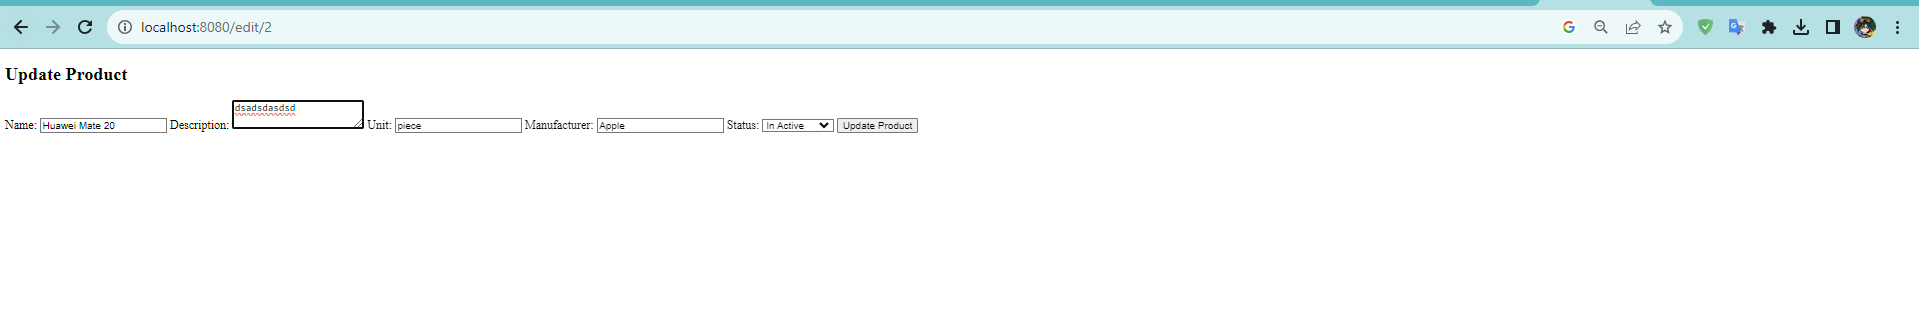 localhost:8080/edit/2
Update Product
Name: Huawei Mate 20 Description: dsadsdasdsd Unit: piece Manufacturer: Apple Status: In Active Update Product